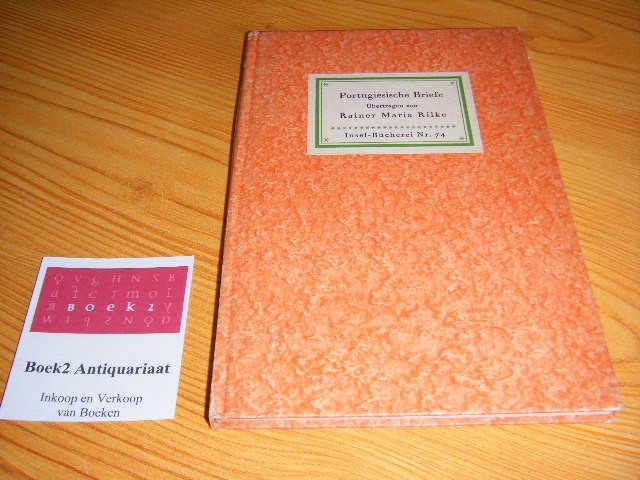 Portugiesische Briefe
Übertragen von
Rainer Maria Rilke
Insel-Bücherei Nr. 74
Q V G H N X B
BOEK2
Boek2 Antiquariaat
Inkoop en Verkoop
van Boeken